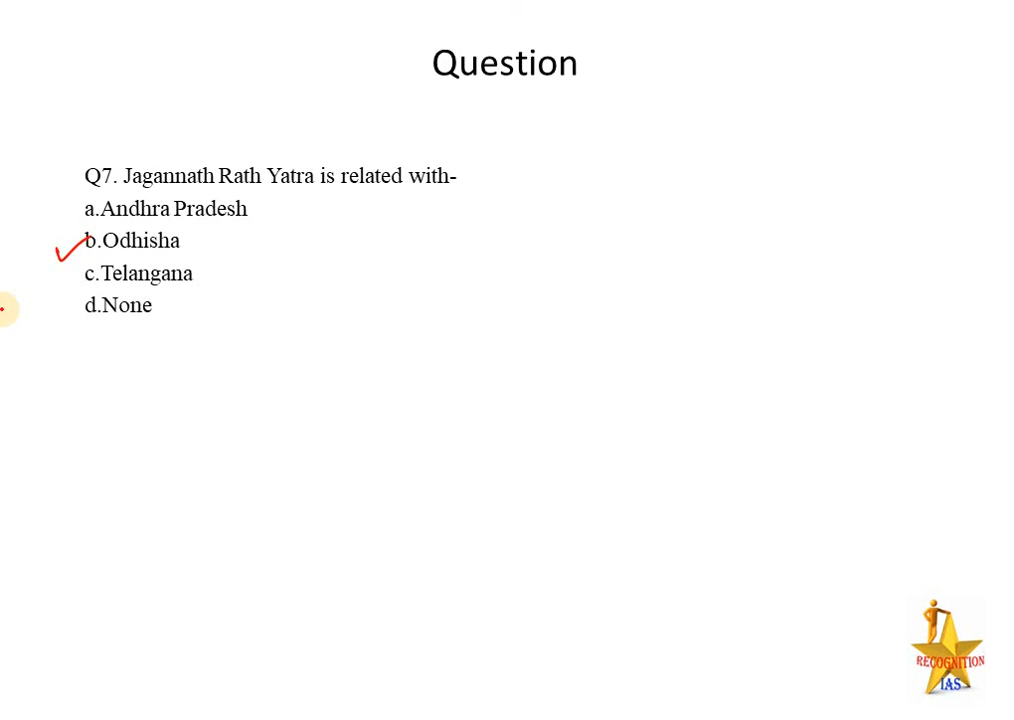 Question
Q7. Jagannath Rath Yatra is related with-
a.Andhra Pradesh
b.Odhisha
c.Telangana
d.None
RECOGNITION
IAS